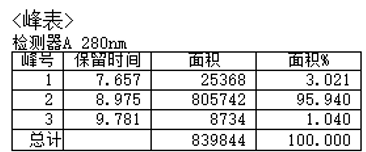 <峰表>
检测器A 280nm
峰号 保留时间 面积 面积%
1 7.657 25368 3.021
2 8.975 805742 95.940
3 9.781 8734 1.040
总计 839844 100.000